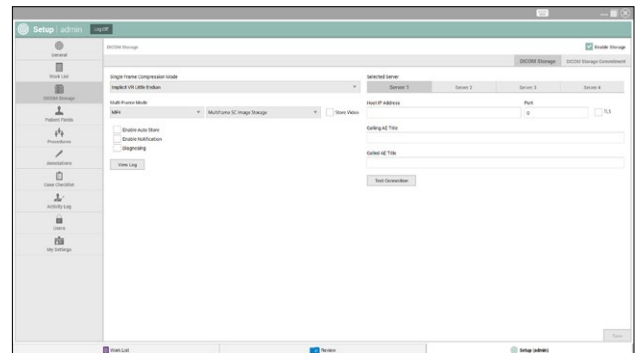 Setup | admin Log Off
General
Work List
DICOM Storage
Patient Fields
Procedures
Annotations
Case Checklist
Activity Log
Users
My Settings
DICOM Storage
Enable Storage
DICOM Storage DICOM Storage Commitment
Single Frame Compression Mode
Implicit VR Little Endian
Multi-Frame Mode
MPEG Multiframe SC Image Storage Store Video
Enable Auto Store
Enable Notification
Diagnosing
View Log
Selected Server
Server 1 Server 2 Server 3 Server 4
Host IP Address Port
0 TLS
Calling AE Title
Called AE Title
Test Connection
Save
Work List Review Setup (admin)